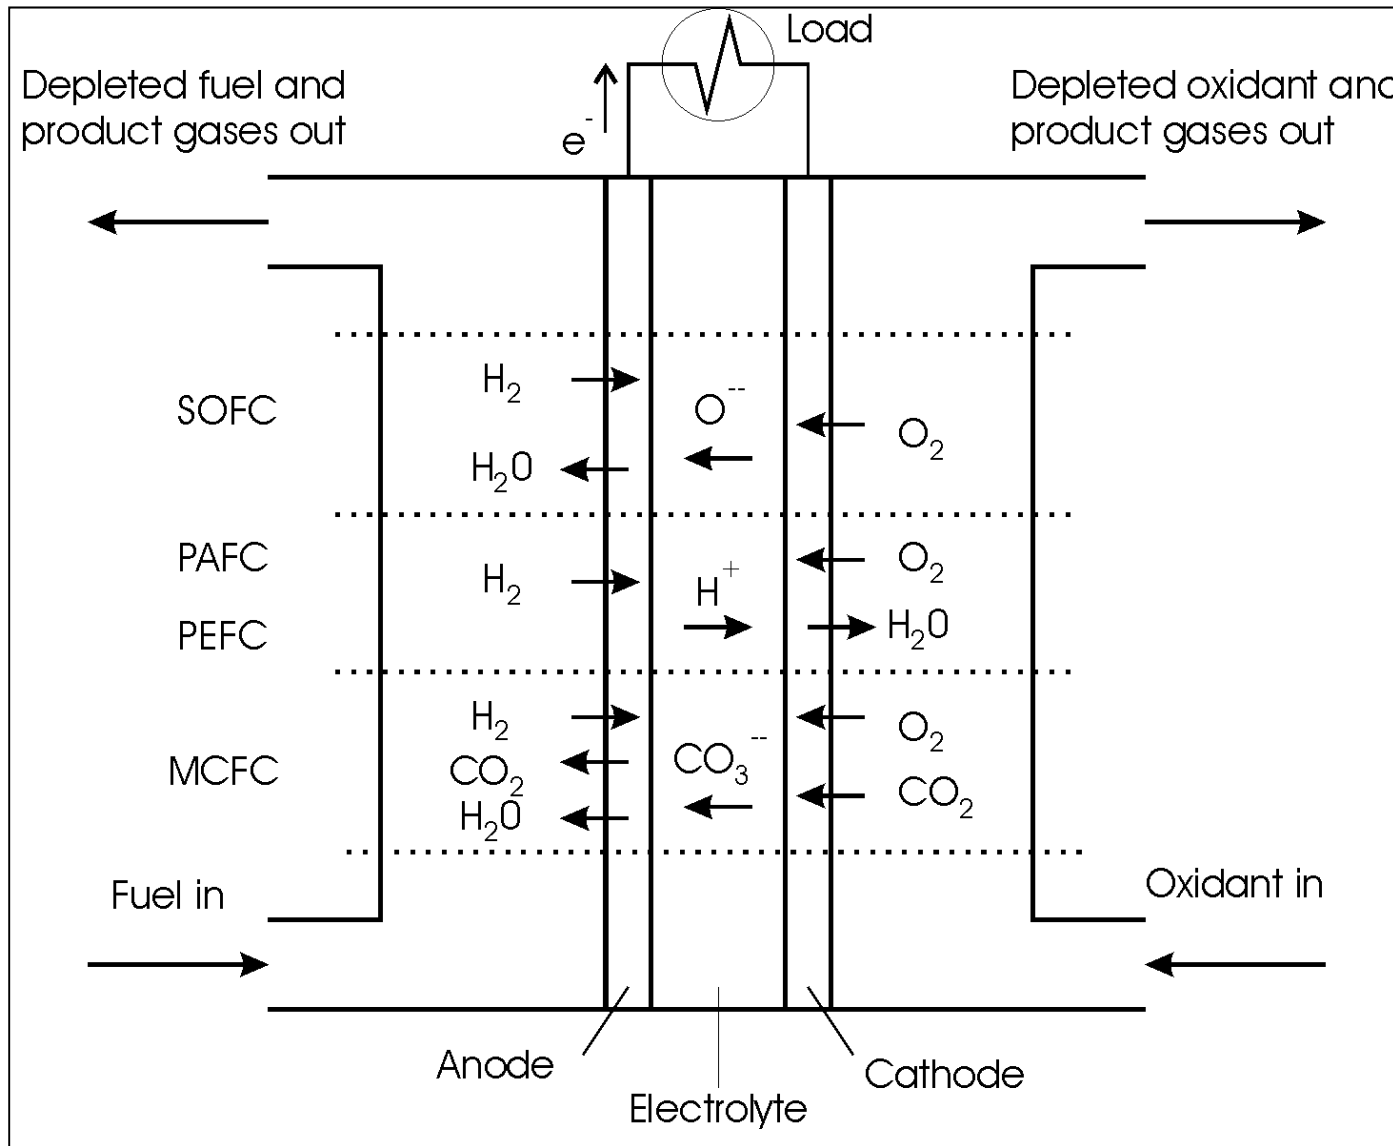 Load
Depleted fuel and
product gases out
e-
Depleted oxidant and
product gases out
SOFC
H2
H2O
O--
O2
PAFC
PEFC
H2
H+
O2
H2O
MCFC
H2
CO2
H2O
CO3--
O2
CO2
Fuel in
Oxidant in
Anode
Electrolyte
Cathode